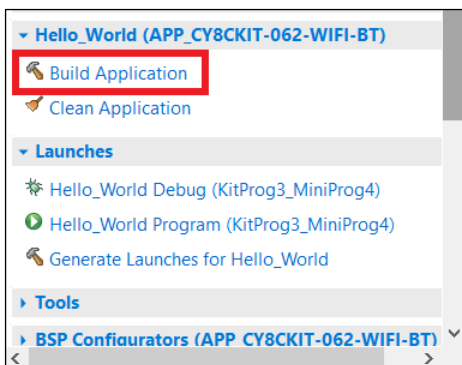 Hello_World (APP_CY8CKIT-062-WIFI-BT)
Build Application
Clean Application
Launches
Hello_World Debug (KitProg3_MiniProg4)
Hello_World Program (KitProg3_MiniProg4)
Generate Launches for Hello_World
Tools
BSP Configurators (APP_CY8CKIT-062-WIFI-BT)